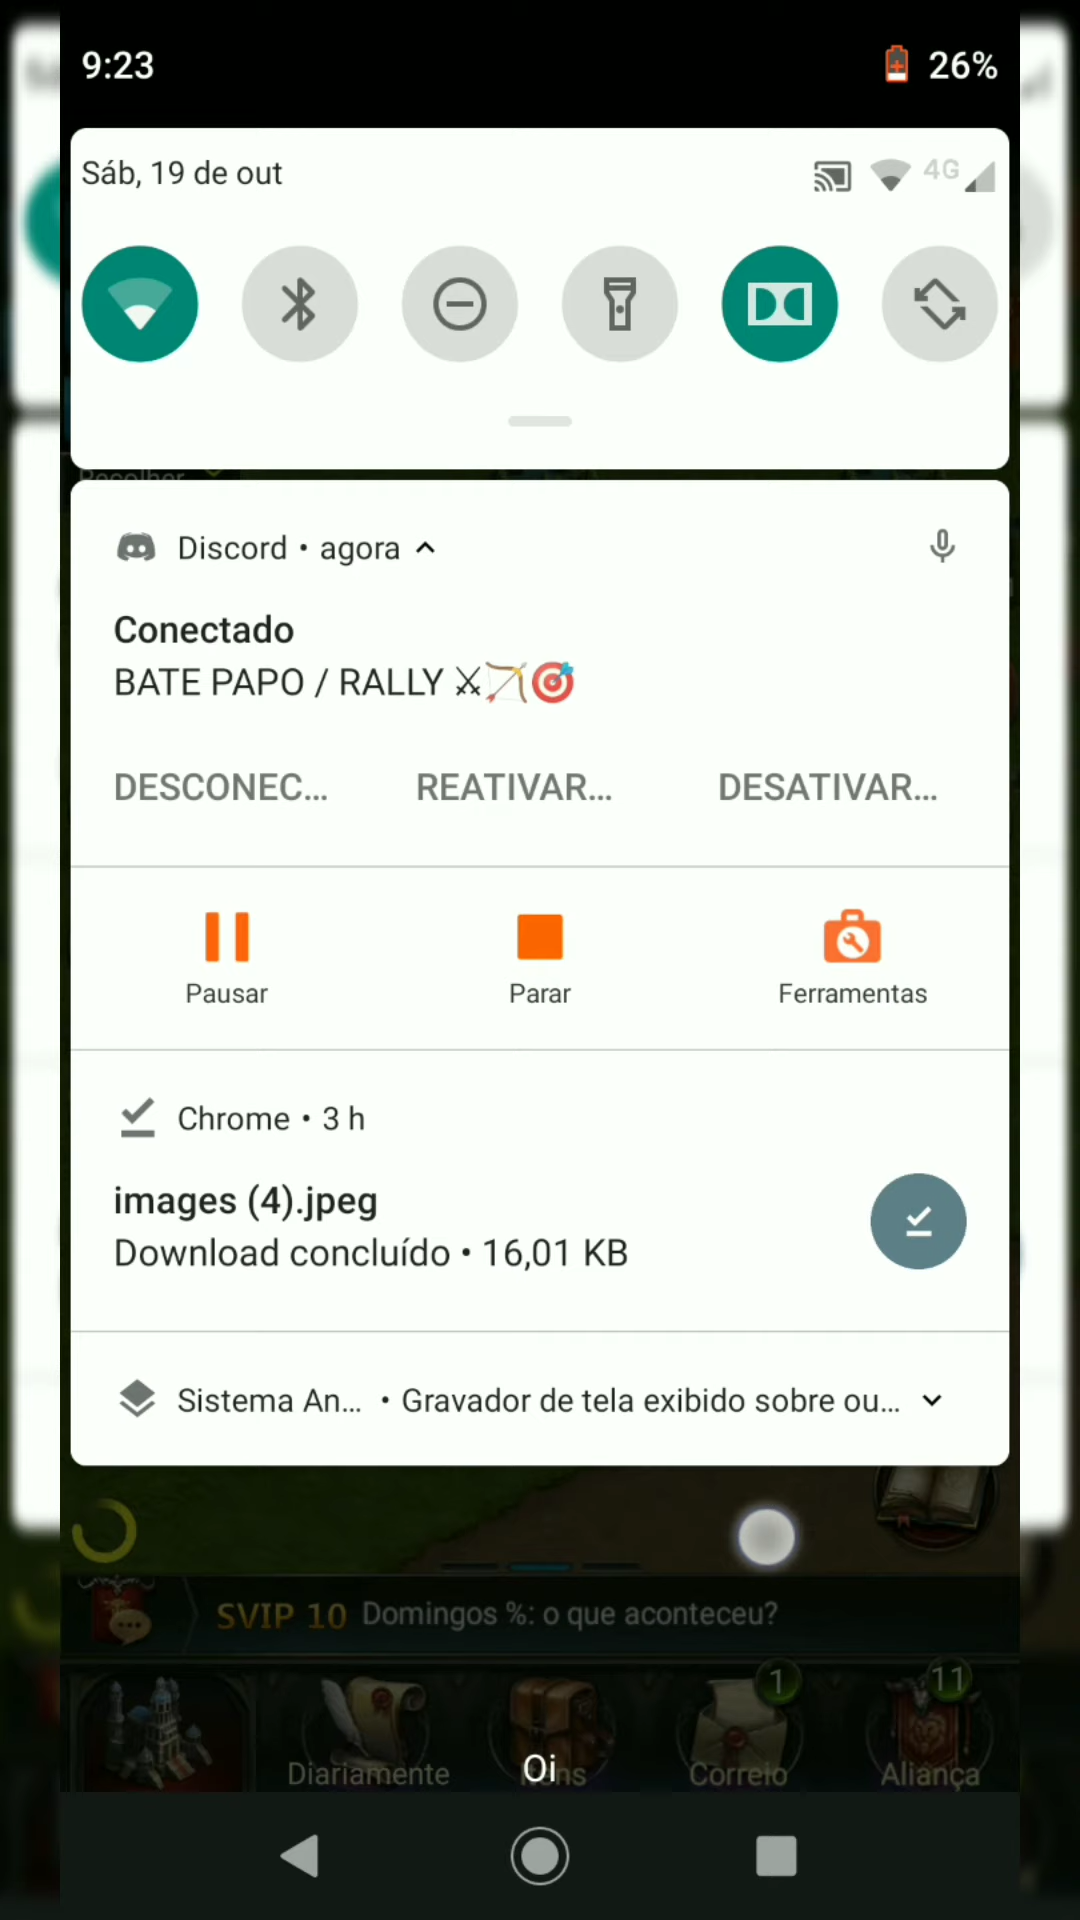 9:23
26%
Sáb, 19 de out
4G
Recolher
Discord • agora
Conectado
BATE PAPO / RALLY ⚔🏹🎯
DESCONEC...
REATIVAR...
DESATIVAR...
Pausar
Parar
Ferramentas
Chrome • 3 h
images (4).jpeg
Download concluído • 16,01 KB
Sistema An... • Gravador de tela exibido sobre ou...
SVIP 10 Domingos %: o que aconteceu?
1
11
Diariamente
Oi
Correio
Aliança